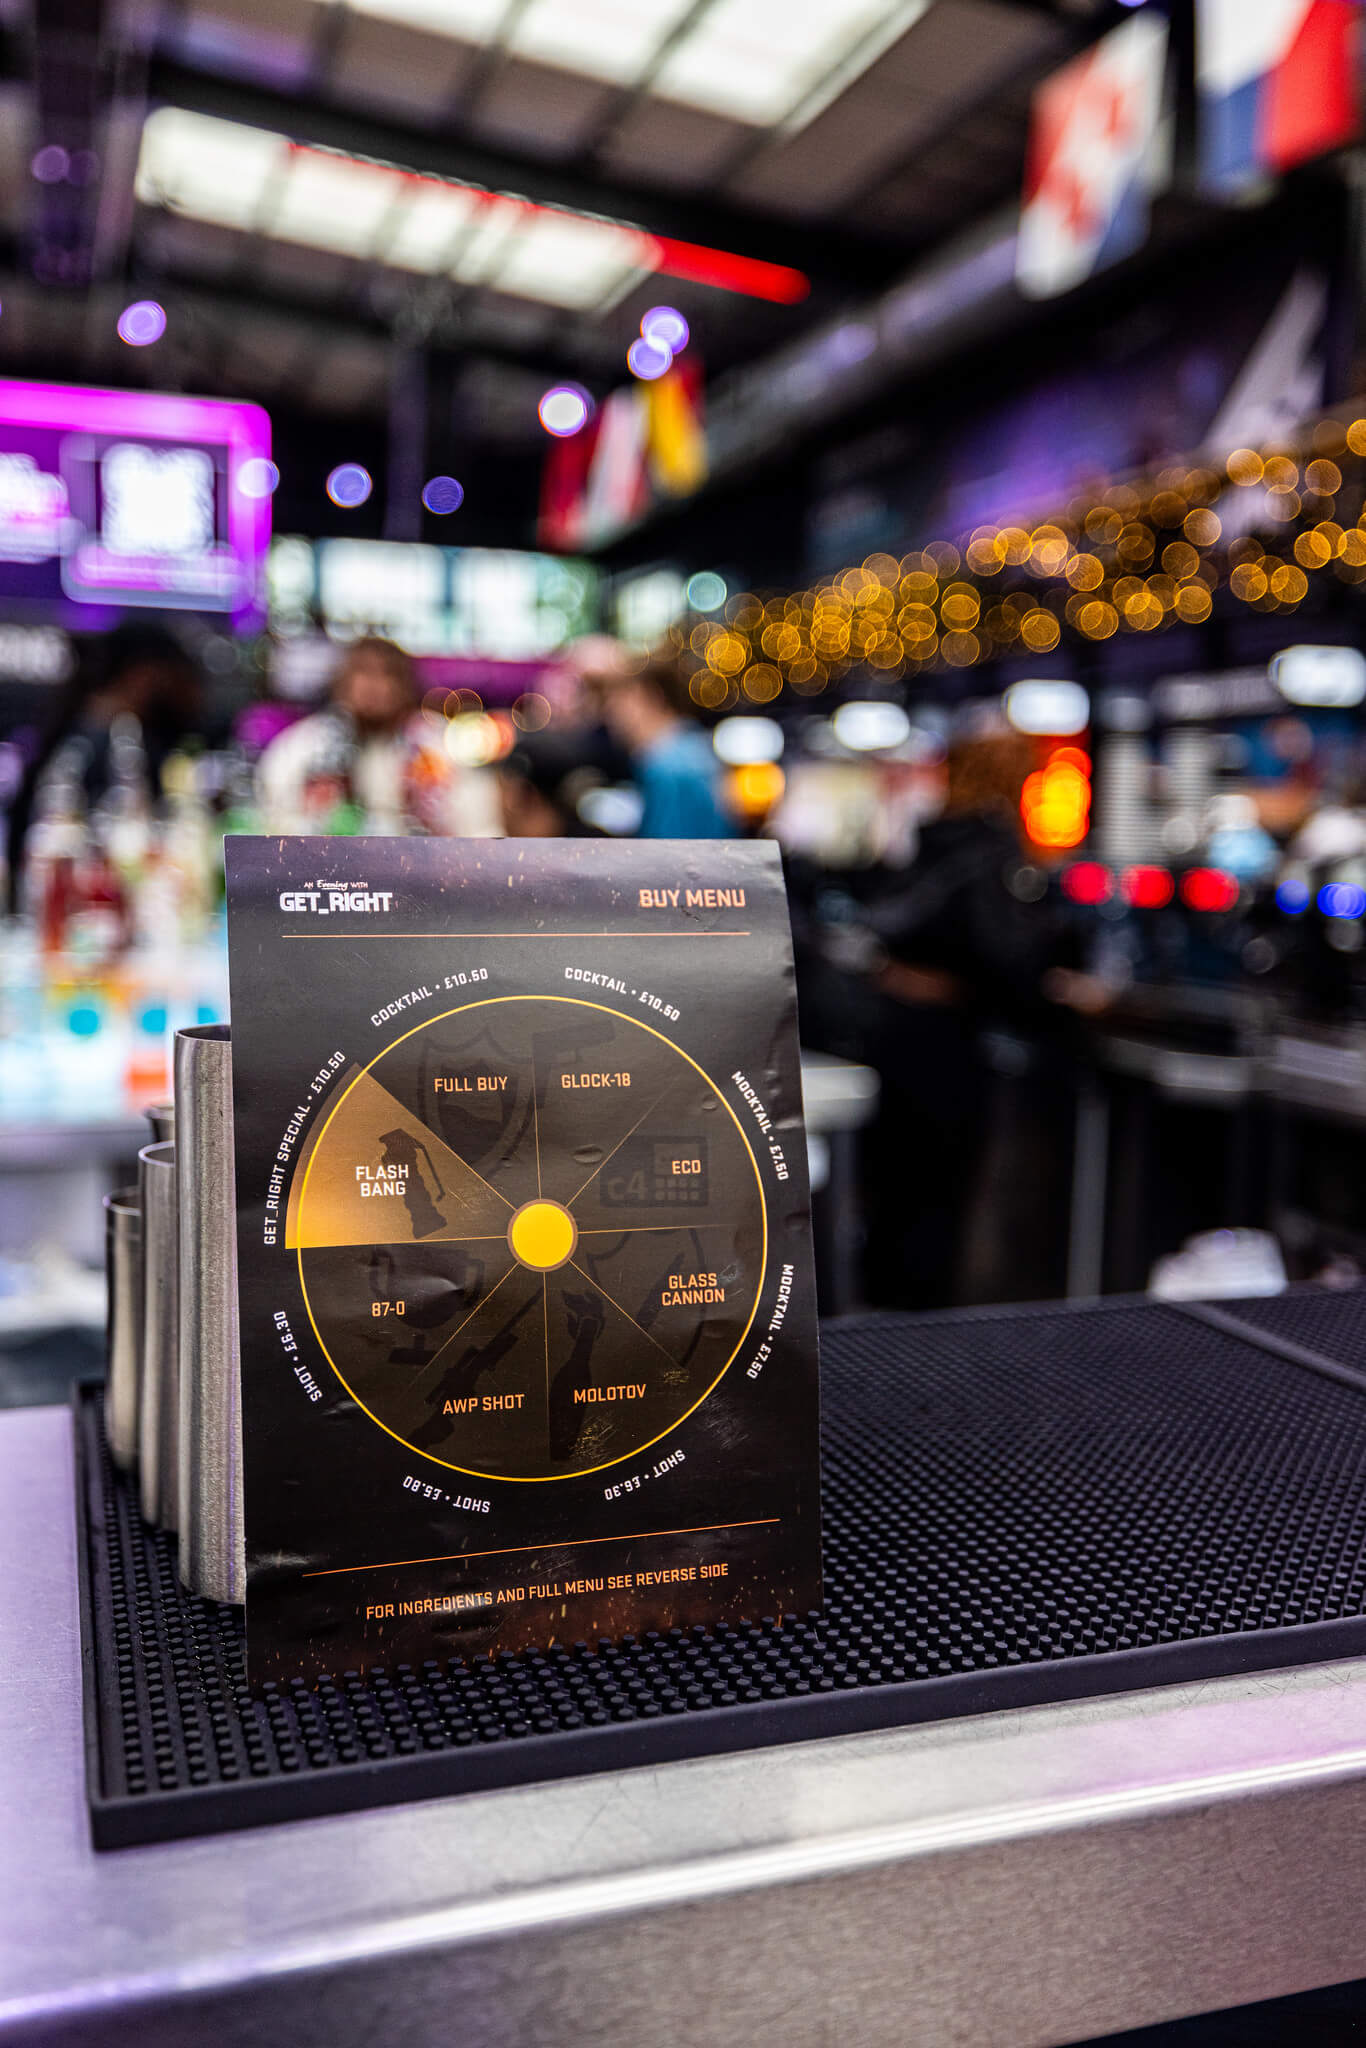 AN Evening WITH
GET_RIGHT
BUY MENU
COCKTAIL • £10.50
COCKTAIL • £10.50
GET_RIGHT SPECIAL • £10.50
MOCKTAIL • £7.50
FULL BUY
GLOCK-18
FLASH
BANG
ECO
c4
87-0
GLASS
CANNON
AWP SHOT
MOLOTOV
SHOT • £6.30
MOCKTAIL • £7.50
SHOT • £5.80
SHOT • £6.30
FOR INGREDIENTS AND FULL MENU SEE REVERSE SIDE